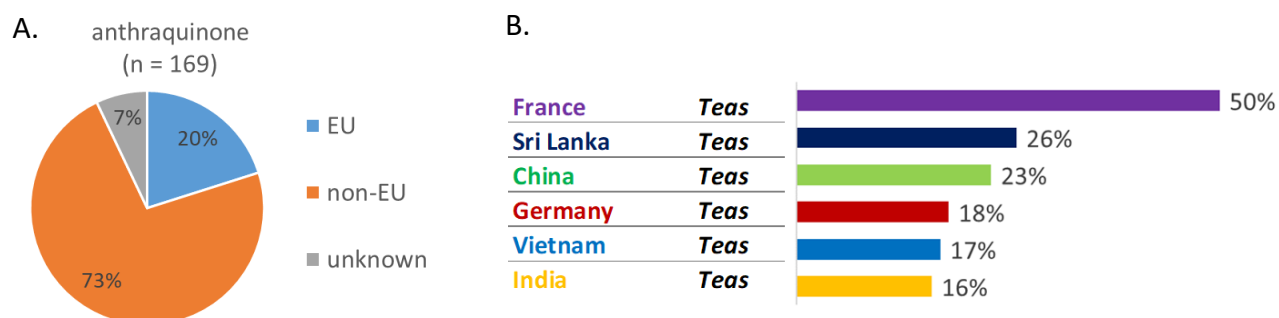 A.
anthraquinone
(n = 169)
7%
20%
73%
EU
non-EU
unknown
B.
France Teas 50%
Sri Lanka Teas 26%
China Teas 23%
Germany Teas 18%
Vietnam Teas 17%
India Teas 16%